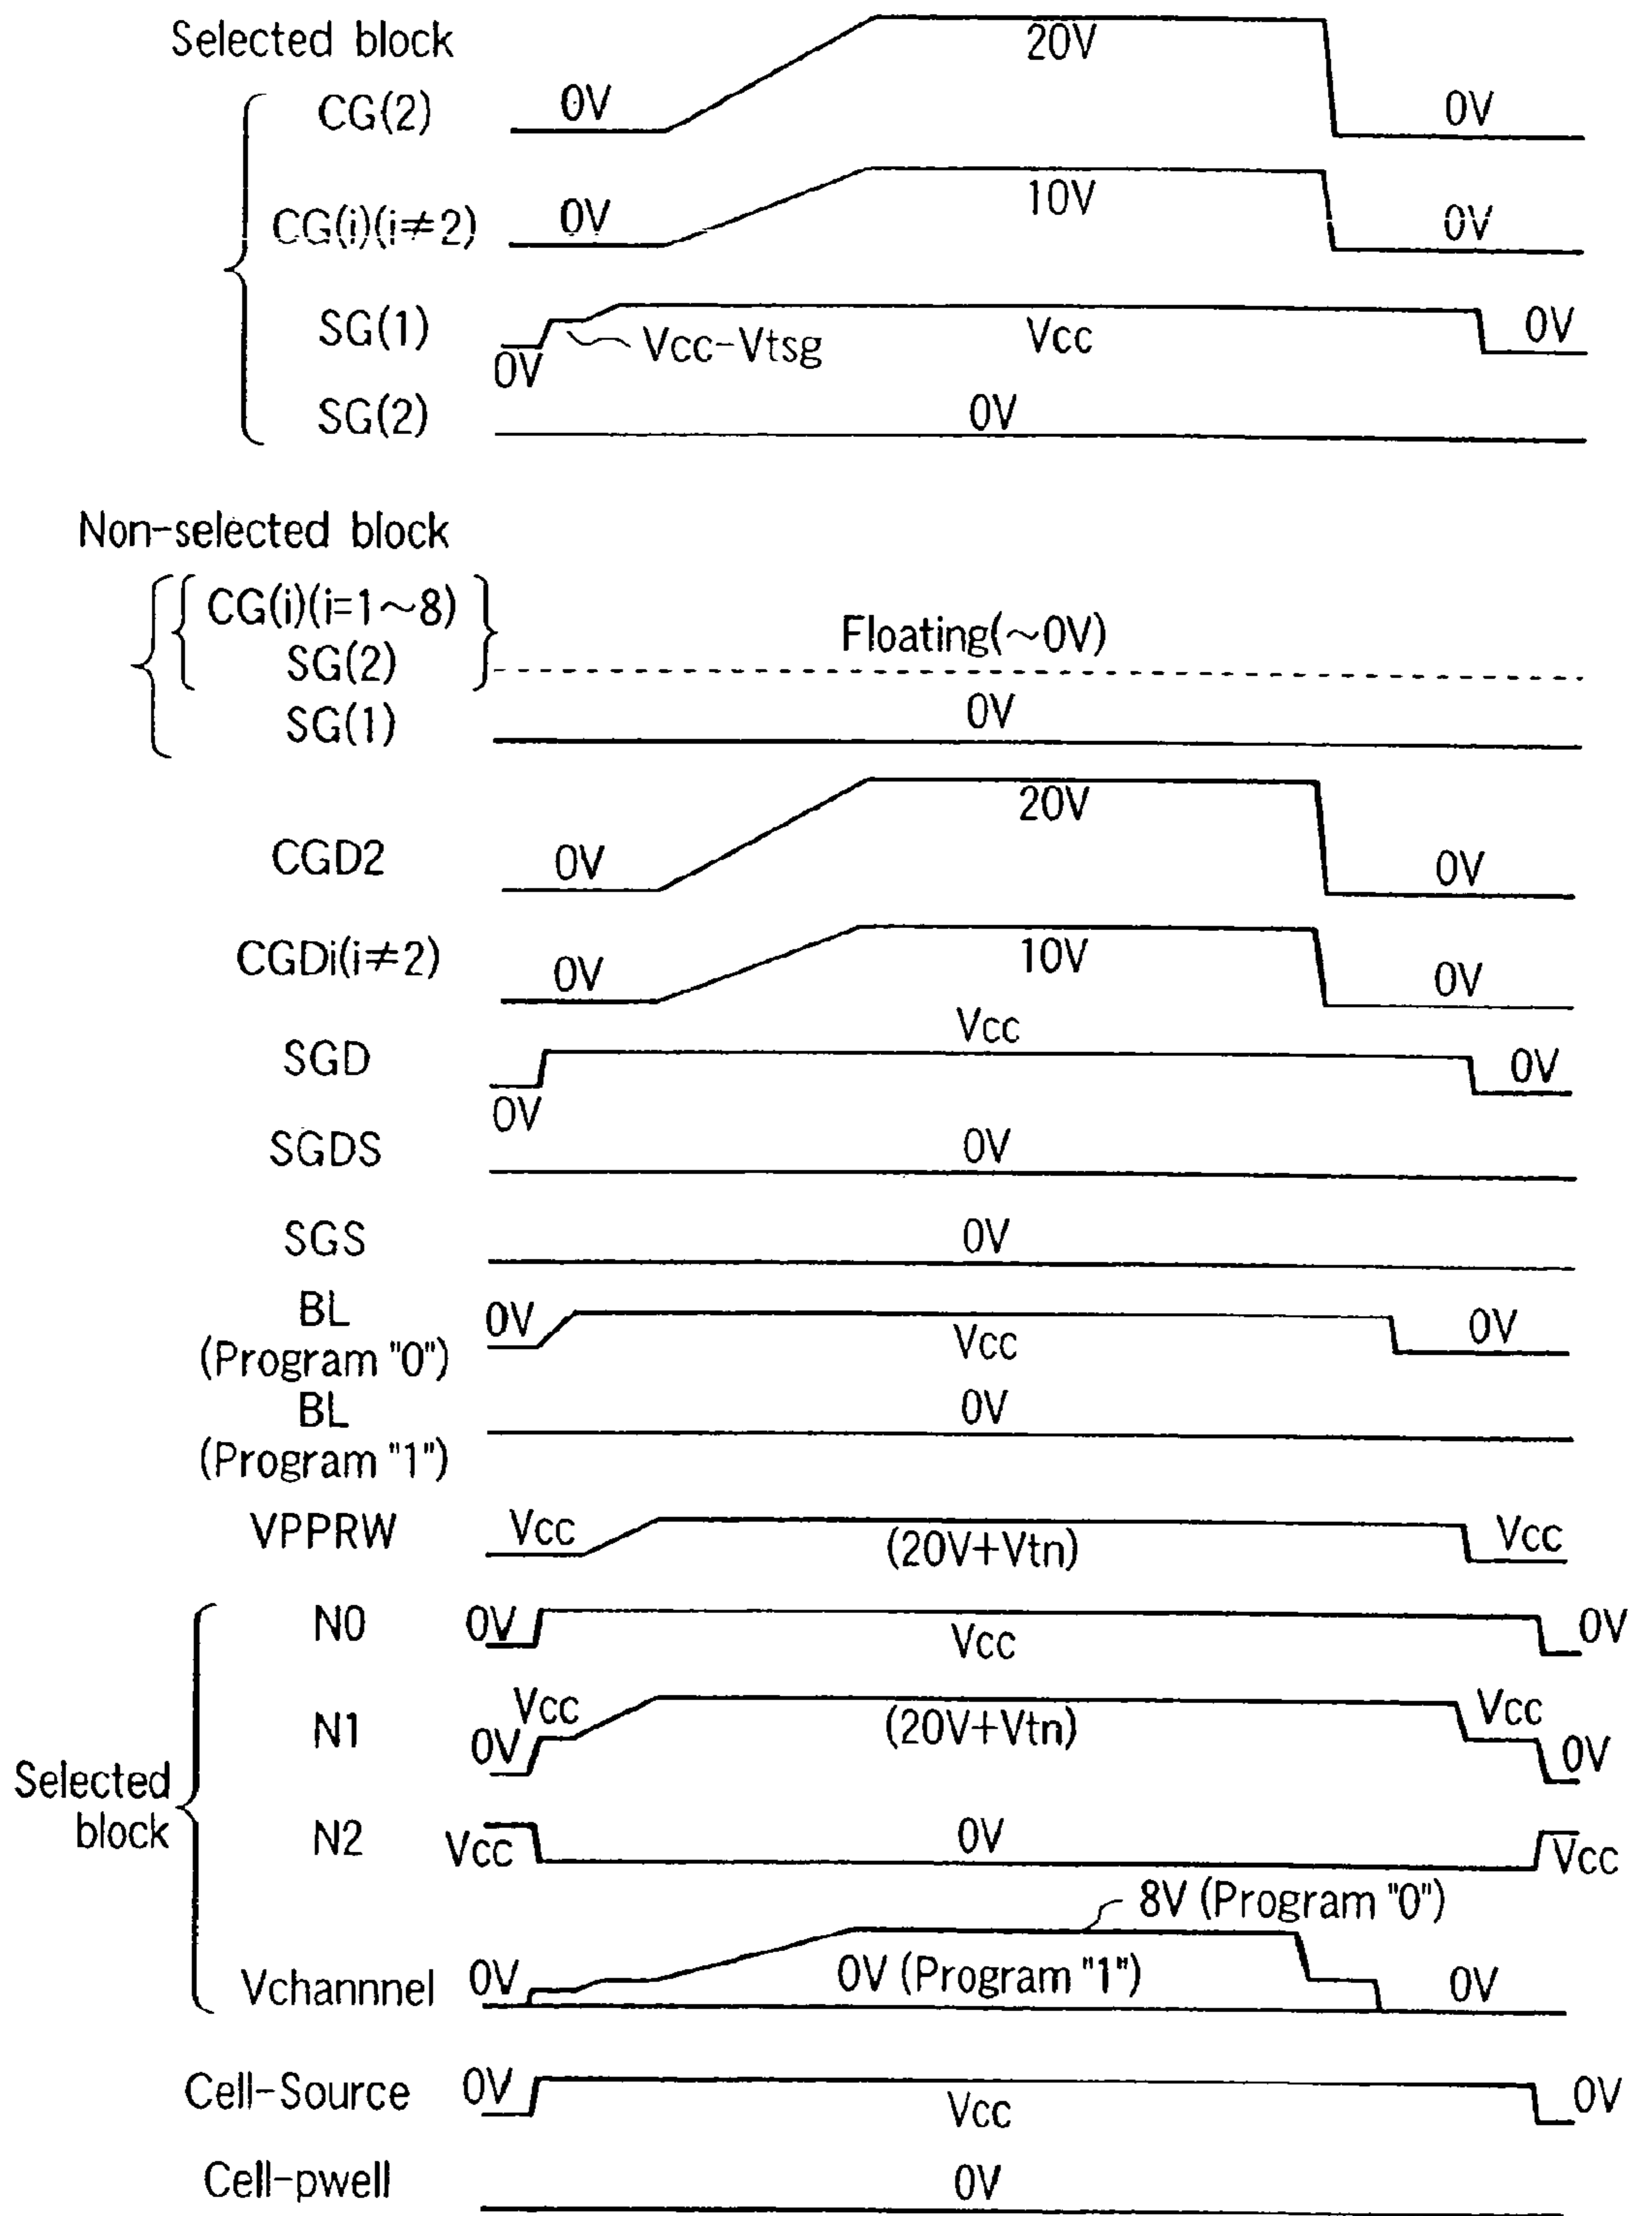 Selected block
20V
CG(2) 0V 0V
CG(i)(i≠2) 0V 10V 0V
SG(1) 0V Vcc-Vtsg Vcc 0V
SG(2) 0V
Non-selected block
CG(i)(i=1~8)
Floating(~0V)
SG(2)
SG(1) 0V
20V
CGD2 0V 0V
CGDi(i≠2) 0V 10V 0V
SGD 0V Vcc 0V
SGDS 0V
SGS 0V
BL
(Program "0") 0V Vcc 0V
BL
(Program "1") 0V
VPPRW Vcc (20V+Vtn) Vcc
N0 0V Vcc 0V
N1 0V Vcc (20V+Vtn) Vcc 0V
Selected
block
N2 Vcc 0V Vcc
8V (Program "0")
Vchannnel 0V 0V (Program "1") 0V
Cell-Source 0V Vcc 0V
Cell-pwell 0V